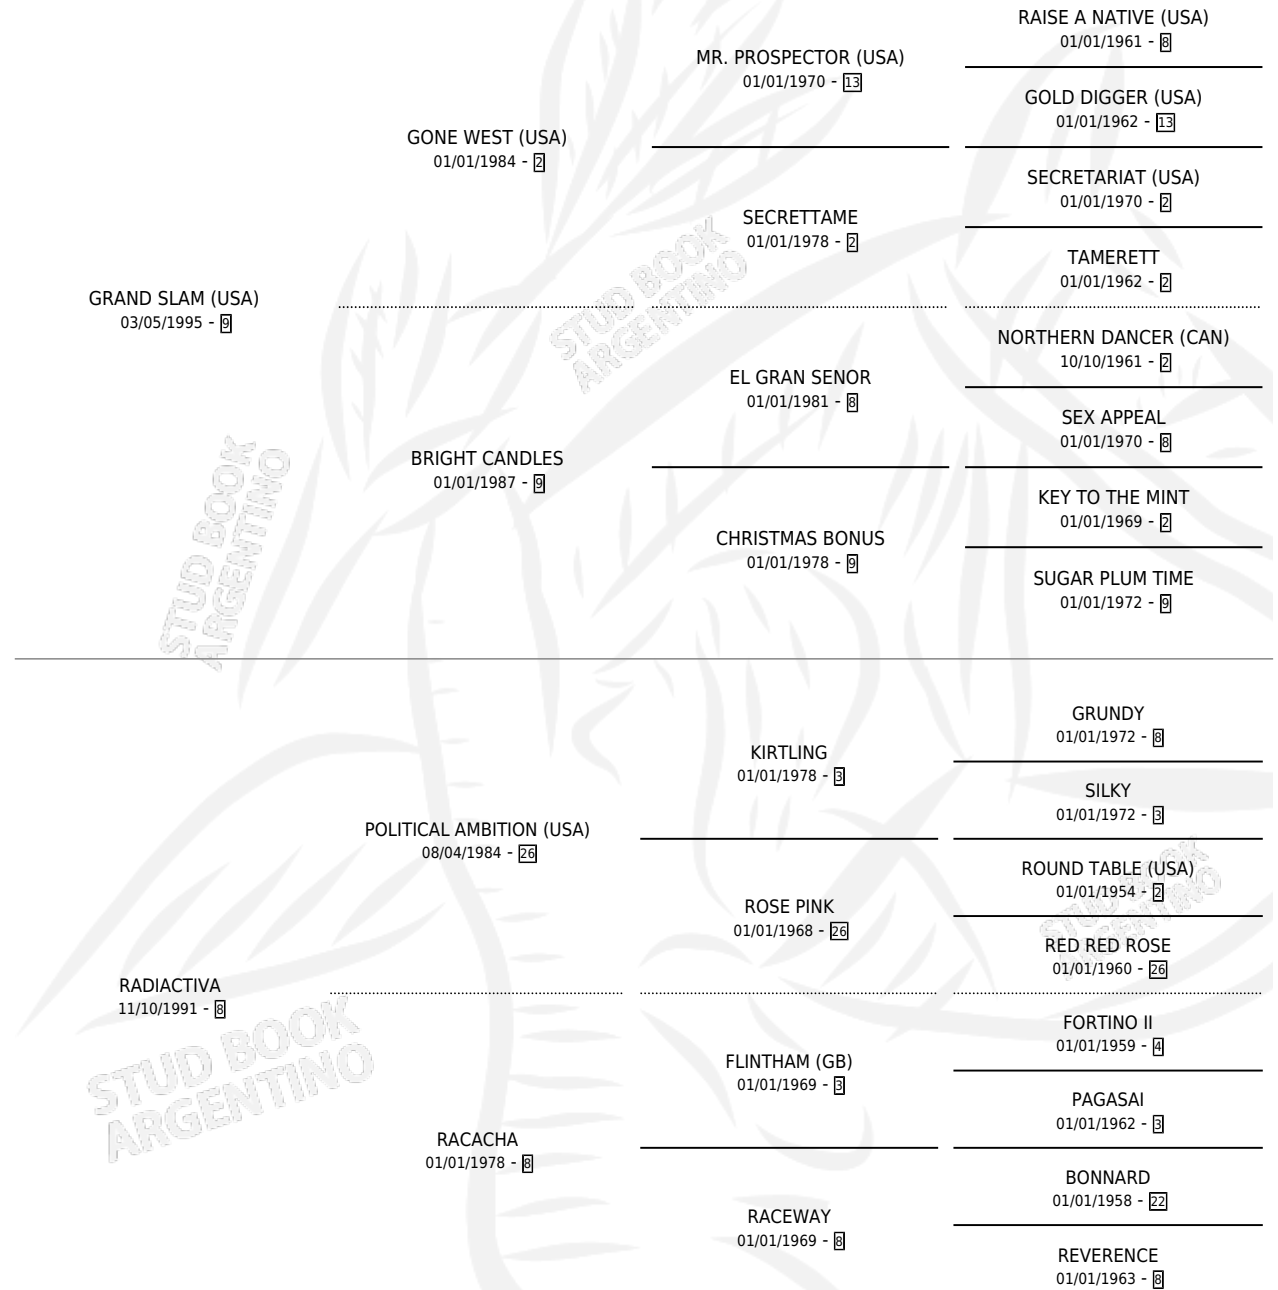 RAISE A NATIVE (USA)
01/01/1961 - 8
MR. PROSPECTOR (USA)
01/01/1970 - 13
GOLD DIGGER (USA)
01/01/1962 - 13
GONE WEST (USA)
01/01/1984 - 2
SECRETARIAT (USA)
01/01/1970 - 2
SECRETTAME
01/01/1978 - 2
TAMERETT
01/01/1962 - 2
GRAND SLAM (USA)
03/05/1995 - 9
NORTHERN DANCER (CAN)
10/10/1961 - 2
EL GRAN SENOR
01/01/1981 - 8
SEX APPEAL
01/01/1970 - 8
BRIGHT CANDLES
01/01/1987 - 9
KEY TO THE MINT
01/01/1969 - 2
CHRISTMAS BONUS
01/01/1978 - 9
SUGAR PLUM TIME
01/01/1972 - 9
GRUNDY
01/01/1972 - 8
KIRTLING
01/01/1978 - 3
SILKY
01/01/1972 - 3
POLITICAL AMBITION (USA)
08/04/1984 - 26
ROUND TABLE (USA)
01/01/1954 - 2
ROSE PINK
01/01/1968 - 26
RED RED ROSE
01/01/1960 - 26
RADIACTIVA
11/10/1991 - 8
FORTINO II
01/01/1959 - 4
FLINTHAM (GB)
01/01/1969 - 3
PAGASAI
01/01/1962 - 3
RACACHA
01/01/1978 - 8
BONNARD
01/01/1958 - 22
RACEWAY
01/01/1969 - 8
REVERENCE
01/01/1963 - 8
STUD BOOK
ARGENTINO
STUD BOOK
ARGENTINO
STUD BOOK
ARGENTINO
STUD BOOK
ARGENTINO